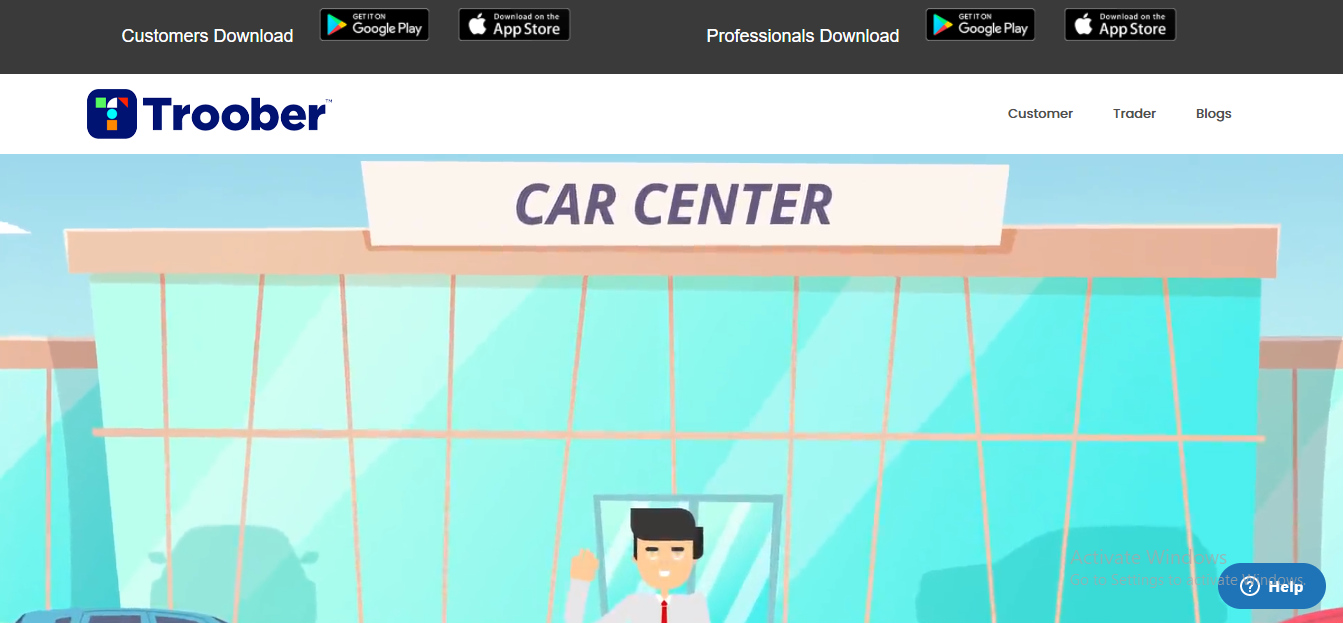 Customers Download
GET IT ON
Google Play
Download on the
App Store
Professionals Download
GET IT ON
Google Play
Download on the
App Store
Troober™
Customer
Trader
Blogs
CAR CENTER
Activate Windows
Go to Settings to activate Windows.
Help